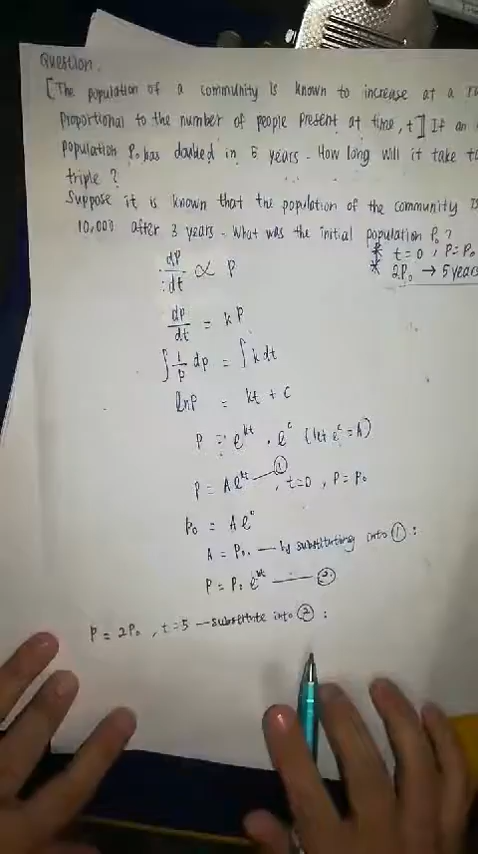 Question.
[The population of a community is known to increase at a
proportional to the number of people present at time, t] If an
population P₀ has doubled in 5 years. How long will it take to
triple ?
Suppose it is known that the population of the community is
10,000 after 3 years. What was the initial population P₀ ?
* t=0, P=P₀
* 2P₀ → 5 years
dP/dt ∝ P
dP/dt = kP
∫ 1/P dP = ∫ k dt
ln P = kt + C
P = e^kt . e^c (let e^c = A)
P = A e^kt — ① , t=0 , P = P₀
P₀ = A e⁰
A = P₀. — by substituting into ① :
P = P₀ e^kt — ②
P = 2P₀ , t=5 — substitute into ② :